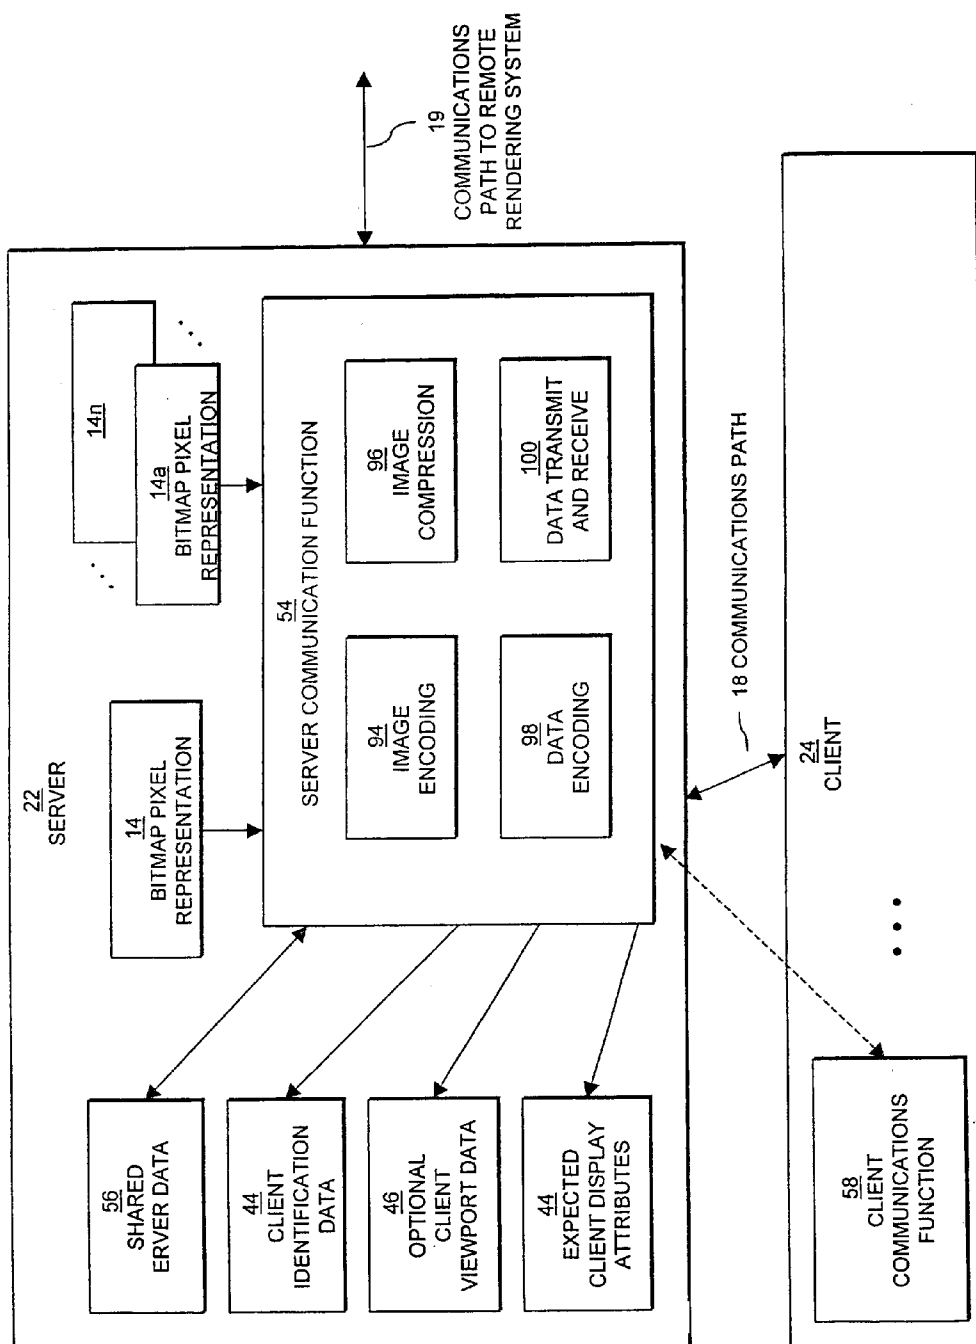 22
SERVER
56
SHARED
ERVER DATA
44
CLIENT
IDENTIFICATION
DATA
46
OPTIONAL
CLIENT
VIEWPORT DATA
44
EXPECTED
CLIENT DISPLAY
ATTRIBUTES
14
BITMAP PIXEL
REPRESENTATION
14n
14a
BITMAP PIXEL
REPRESENTATION
54
SERVER COMMUNICATION FUNCTION
94
IMAGE
ENCODING
96
IMAGE
COMPRESSION
98
DATA
ENCODING
100
DATA TRANSMIT
AND RECEIVE
19
COMMUNICATIONS
PATH TO REMOTE
RENDERING SYSTEM
18 COMMUNICATIONS PATH
24
CLIENT
58
CLIENT
COMMUNICATIONS
FUNCTION